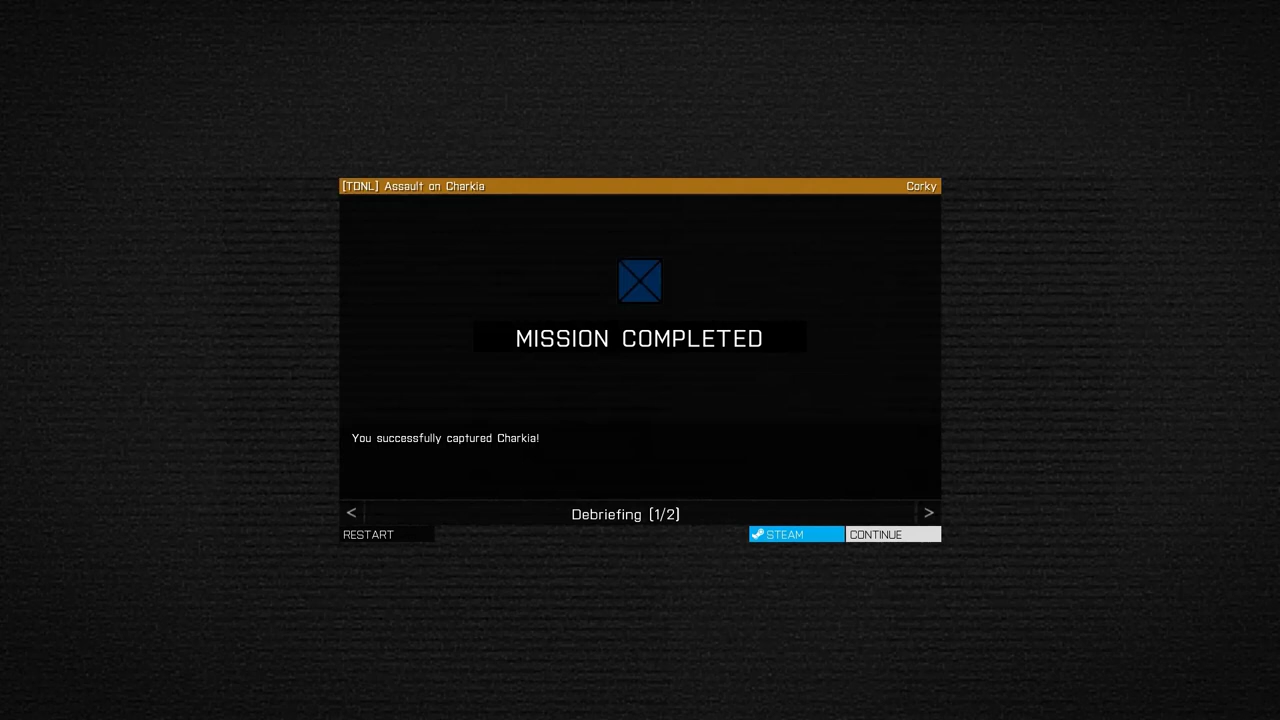 [TDNL] Assault on Charkia Corky
MISSION COMPLETED
You successfully captured Charkia!
< Debriefing (1/2) >
RESTART STEAM CONTINUE